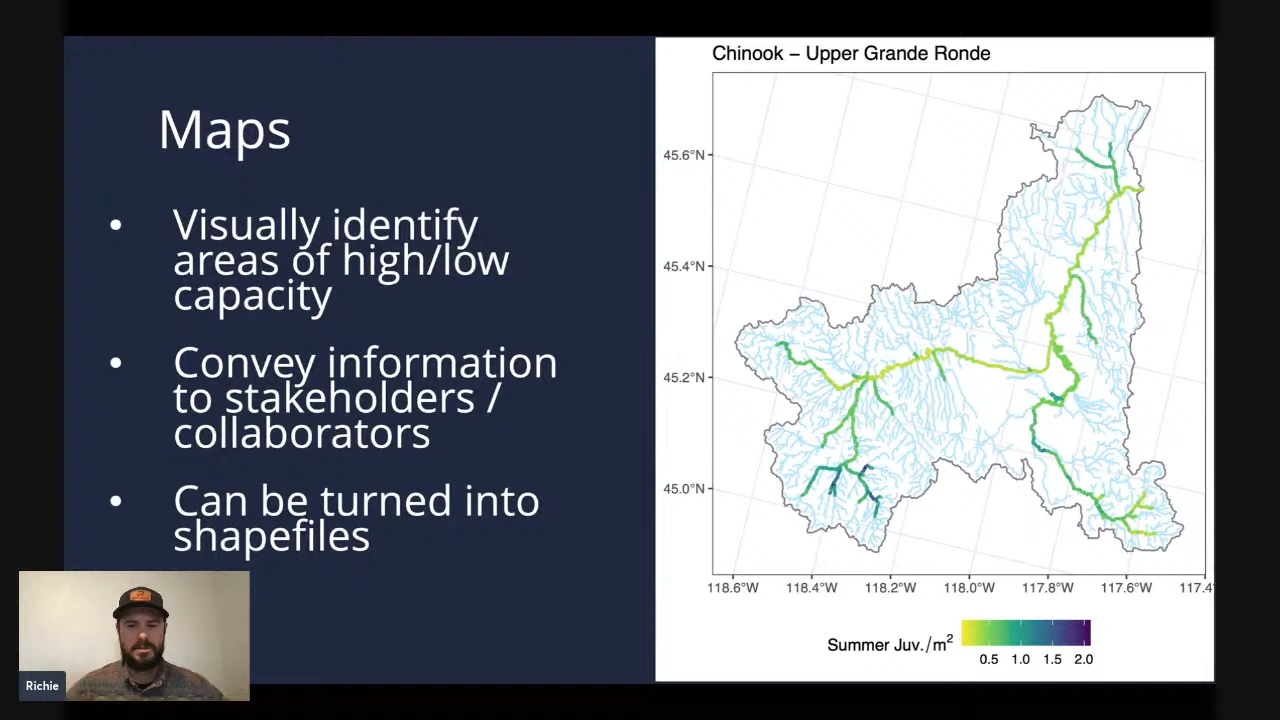 Maps
• Visually identify
areas of high/low
capacity
• Convey information
to stakeholders /
collaborators
• Can be turned into
shapefiles
Chinook – Upper Grande Ronde
45.6°N
45.4°N
45.2°N
45.0°N
118.6°W 118.4°W 118.2°W 118.0°W 117.8°W 117.6°W 117.4
Summer Juv./m²
0.5 1.0 1.5 2.0
Richie